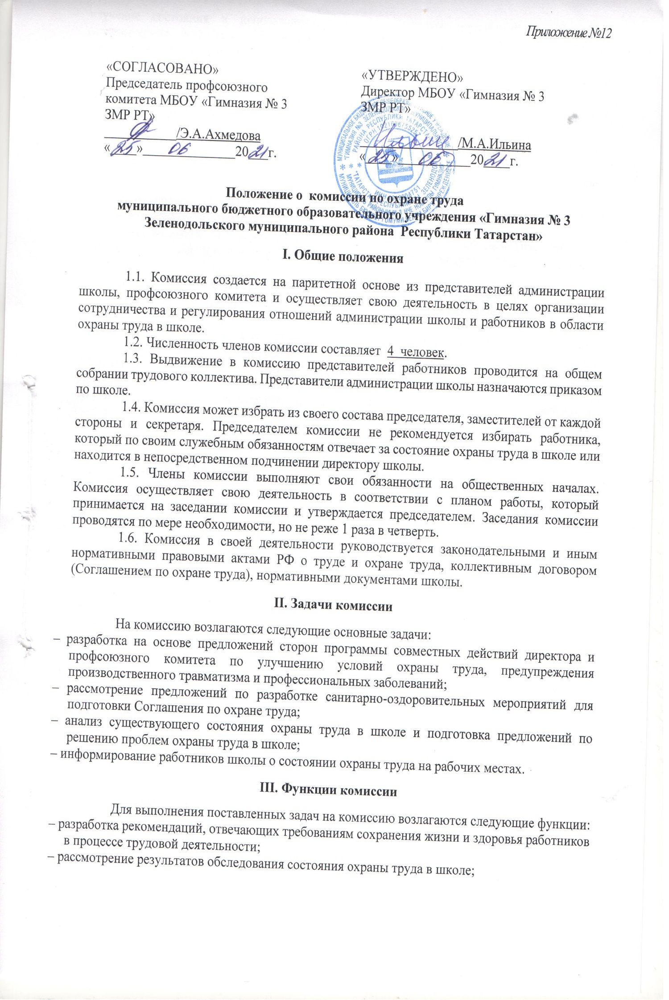 Приложение №12
«СОГЛАСОВАНО»
Председатель профсоюзного
комитета МБОУ «Гимназия № 3
ЗМР РТ»
___________/Э.А.Ахмедова
«25»______06________2021г.
«УТВЕРЖДЕНО»
Директор МБОУ «Гимназия № 3
ЗМР РТ»
_______________/М.А.Ильина
«25»______06_____2021г.
Положение о комиссии по охране труда
муниципального бюджетного образовательного учреждения «Гимназия № 3
Зеленодольского муниципального района Республики Татарстан»
I. Общие положения
1.1. Комиссия создается на паритетной основе из представителей администрации
школы, профсоюзного комитета и осуществляет свою деятельность в целях организации
сотрудничества и регулирования отношений администрации школы и работников в области
охраны труда в школе.
1.2. Численность членов комиссии составляет 4 человек.
1.3. Выдвижение в комиссию представителей работников проводится на общем
собрании трудового коллектива. Представители администрации школы назначаются приказом
по школе.
1.4. Комиссия может избрать из своего состава председателя, заместителей от каждой
стороны и секретаря. Председателем комиссии не рекомендуется избирать работника,
который по своим служебным обязанностям отвечает за состояние охраны труда в школе или
находится в непосредственном подчинении директору школы.
1.5. Члены комиссии выполняют свои обязанности на общественных началах.
Комиссия осуществляет свою деятельность в соответствии с планом работы, который
принимается на заседании комиссии и утверждается председателем. Заседания комиссии
проводятся по мере необходимости, но не реже 1 раза в четверть.
1.6. Комиссия в своей деятельности руководствуется законодательными и иным
нормативными правовыми актами РФ о труде и охране труда, коллективным договором
(Соглашением по охране труда), нормативными документами школы.
II. Задачи комиссии
На комиссию возлагаются следующие основные задачи:
– разработка на основе предложений сторон программы совместных действий директора и
профсоюзного комитета по улучшению условий охраны труда, предупреждения
производственного травматизма и профессиональных заболеваний;
– рассмотрение предложений по разработке санитарно-оздоровительных мероприятий для
подготовки Соглашения по охране труда;
– анализ существующего состояния охраны труда в школе и подготовка предложений по
решению проблем охраны труда в школе;
– информирование работников школы о состоянии охраны труда на рабочих местах.
III. Функции комиссии
Для выполнения поставленных задач на комиссию возлагаются следующие функции:
– разработка рекомендаций, отвечающих требованиям сохранения жизни и здоровья работников
в процессе трудовой деятельности;
– рассмотрение результатов обследования состояния охраны труда в школе;